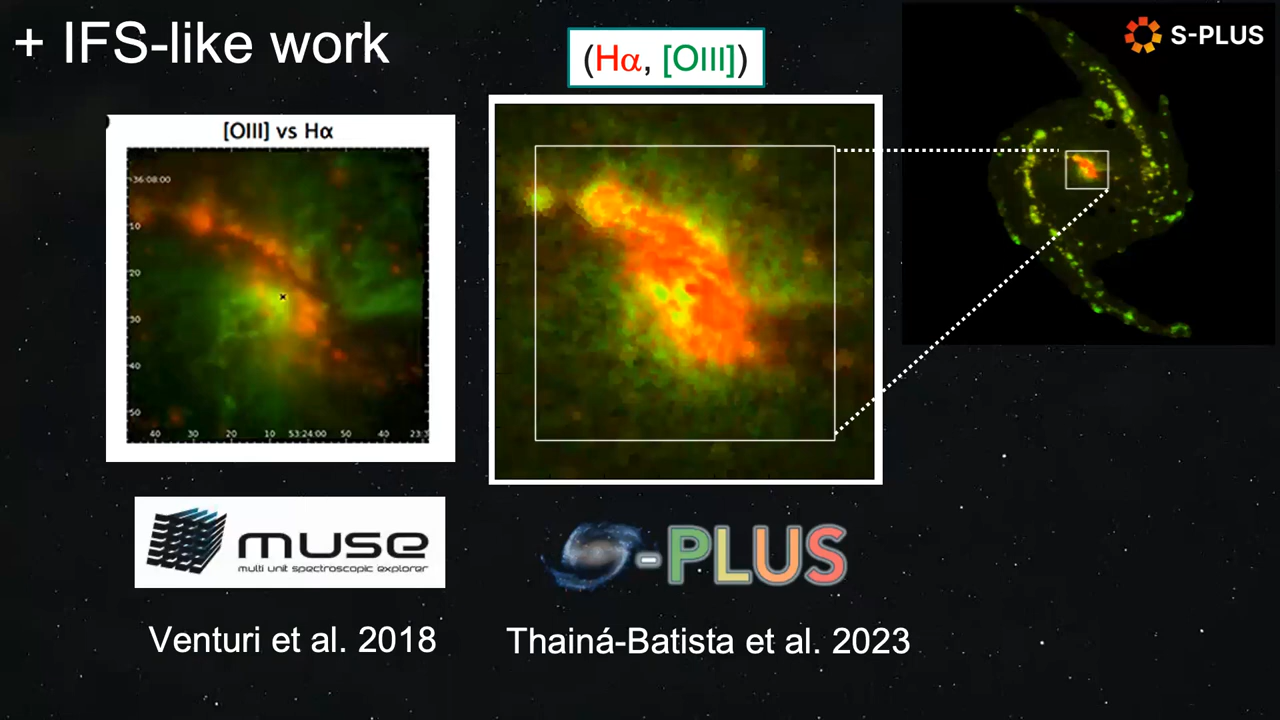 + IFS-like work
(Hα, [OIII])
S-PLUS
[OIII] vs Hα
-36:08:00
10
20
30
40
50
40 30 20 10 53:24:00 50 40 23:3
muse
multi unit spectroscopic explorer
S-PLUS
Venturi et al. 2018
Thainá-Batista et al. 2023